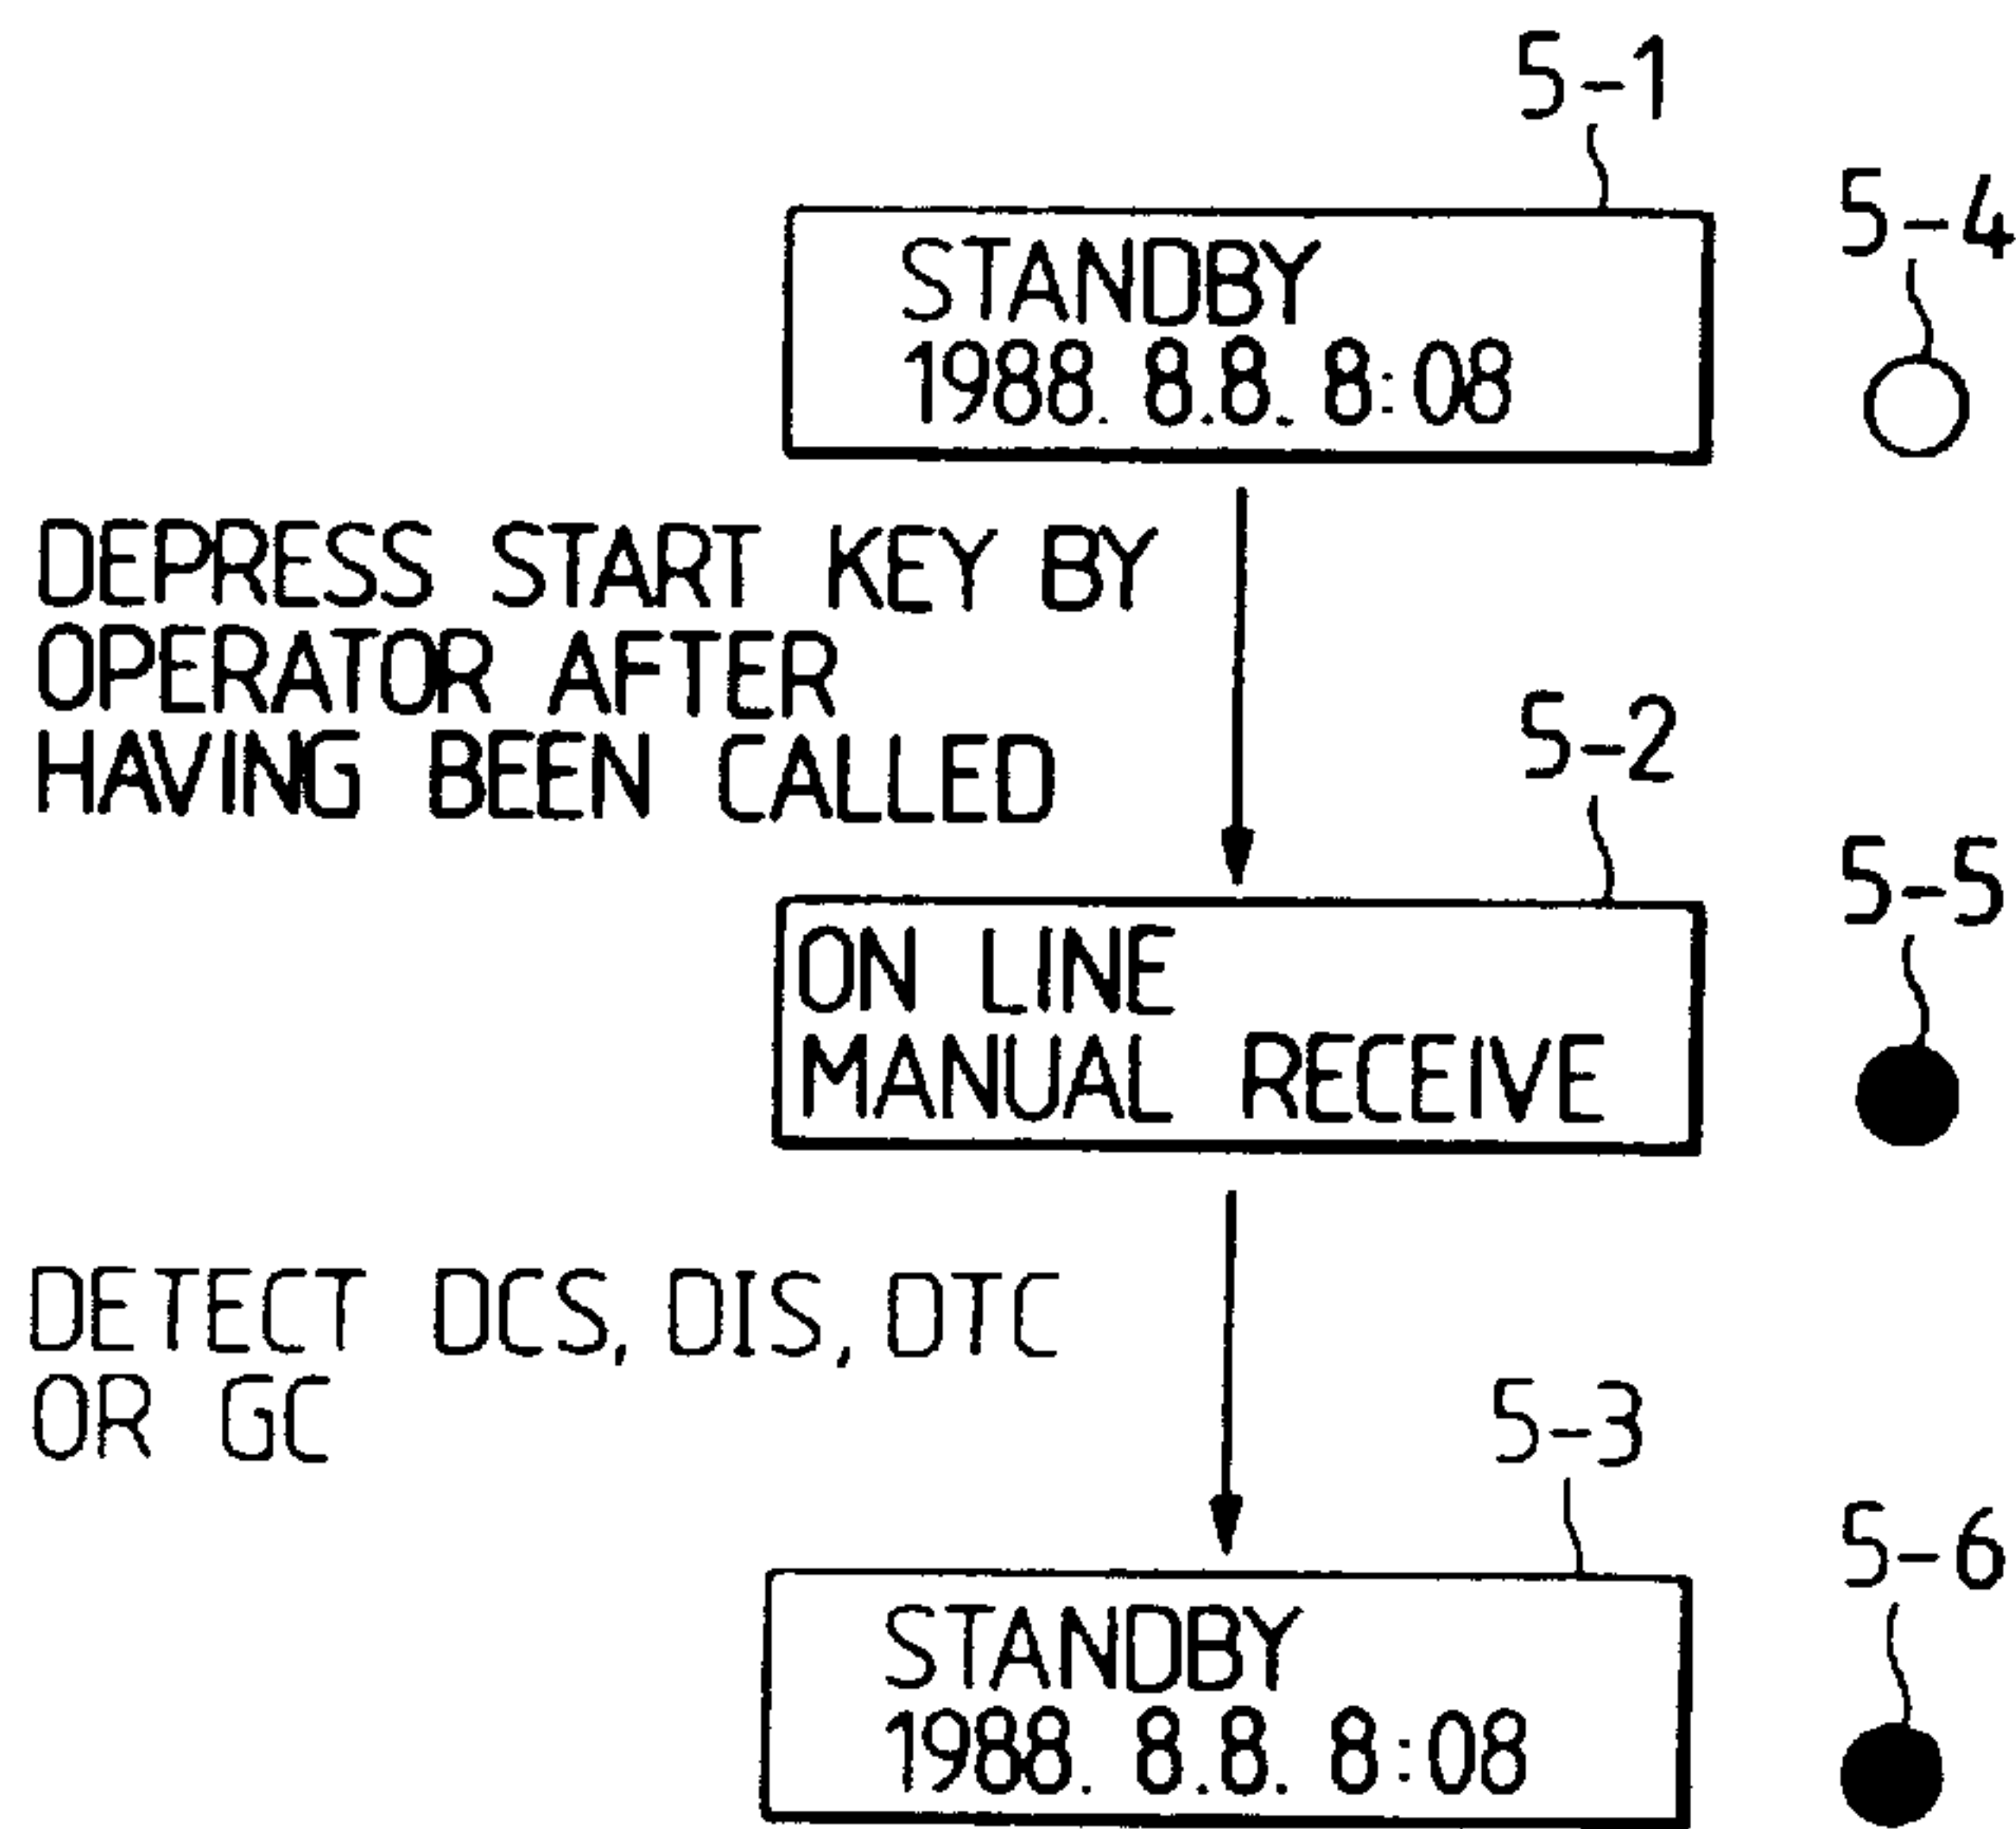 5-1
5-4
STANDBY
1988. 8.8. 8:08
DEPRESS START KEY BY
OPERATOR AFTER
HAVING BEEN CALLED
5-2
5-5
ON LINE
MANUAL RECEIVE
DETECT DCS, DIS, DTC
OR GC
5-3
5-6
STANDBY
1988. 8.8. 8:08